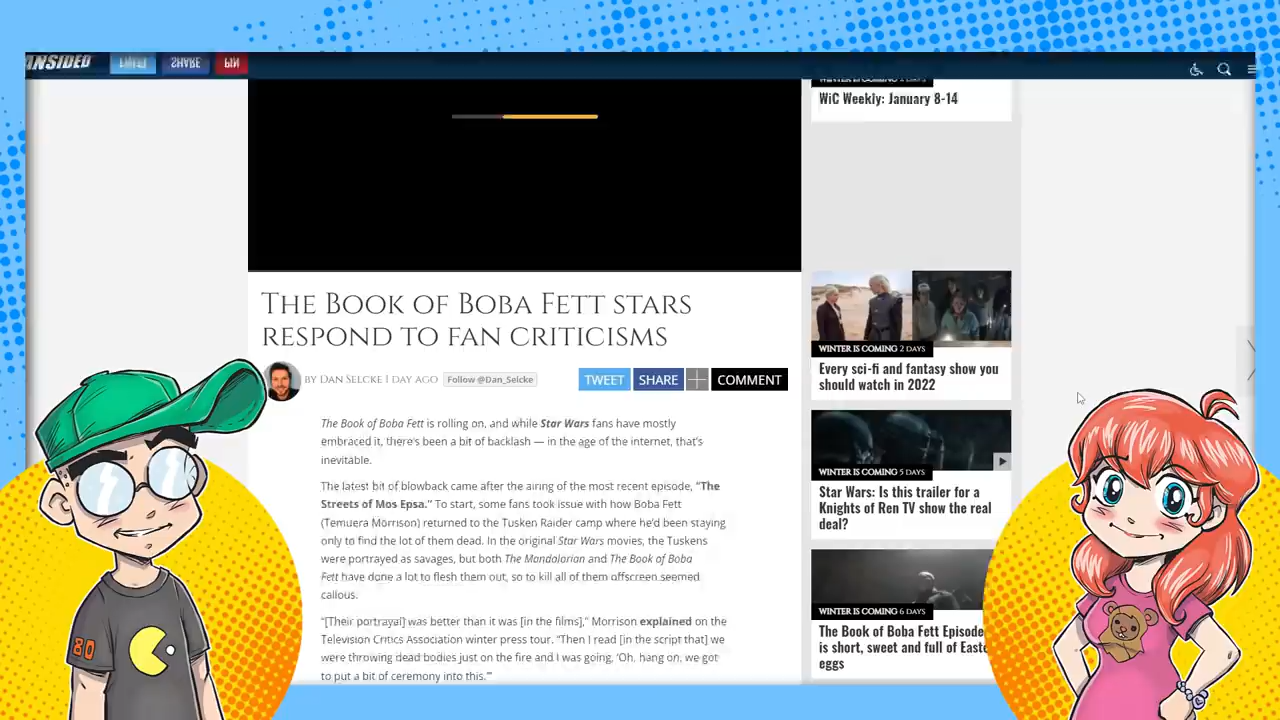 ANSIDED TWEET SHARE PIN
WINTER IS COMING 2 DAYS
WiC Weekly: January 8-14
THE BOOK OF BOBA FETT STARS
RESPOND TO FAN CRITICISMS
BY DAN SELCKE | 1 DAY AGO Follow @Dan_Selcke
TWEET SHARE COMMENT
The Book of Boba Fett is rolling on, and while Star Wars fans have mostly
embraced it, there's been a bit of backlash — in the age of the internet, that's
inevitable.
The latest bit of blowback came after the airing of the most recent episode, "The
Streets of Mos Epsa." To start, some fans took issue with how Boba Fett
(Temuera Morrison) returned to the Tusken Raider camp where he'd been staying
only to find the lot of them dead. In the original Star Wars movies, the Tuskens
were portrayed as savages, but both The Mandalorian and The Book of Boba
Fett have done a lot to flesh them out, so to kill all of them offscreen seemed
callous.
"[Their portrayal] was better than it was [in the films]," Morrison explained on the
Television Critics Association winter press tour. "Then I read [in the script that] we
were throwing dead bodies just on the fire and I was going, 'Oh, hang on, we got
to put a bit of ceremony into this.'"
WINTER IS COMING 2 DAYS
Every sci-fi and fantasy show you
should watch in 2022
WINTER IS COMING 5 DAYS
Star Wars: Is this trailer for a
Knights of Ren TV show the real
deal?
WINTER IS COMING 6 DAYS
The Book of Boba Fett Episode
is short, sweet and full of Easte
eggs
80